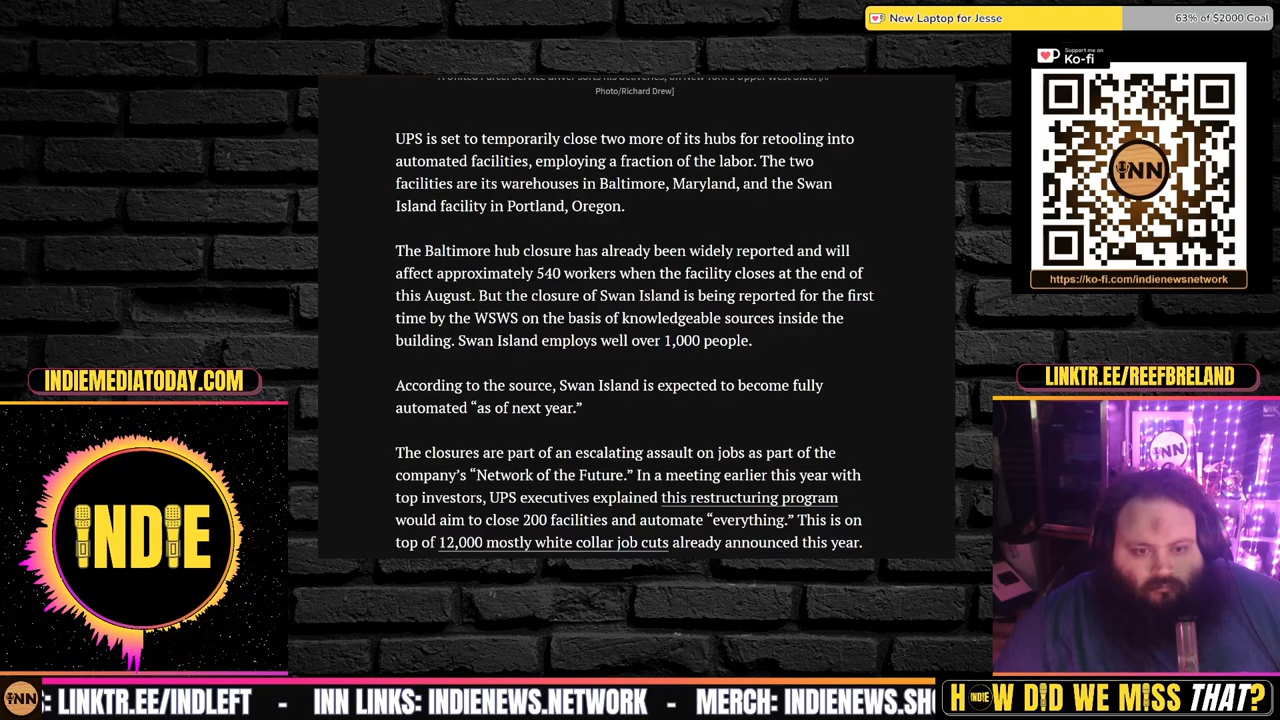 New Laptop for Jesse
63% of $2000 Goal
Support me on
Ko-fi
INN
https://ko-fi.com/indienewsnetwork
Photo/Richard Drew]
UPS is set to temporarily close two more of its hubs for retooling into
automated facilities, employing a fraction of the labor. The two
facilities are its warehouses in Baltimore, Maryland, and the Swan
Island facility in Portland, Oregon.
The Baltimore hub closure has already been widely reported and will
affect approximately 540 workers when the facility closes at the end of
this August. But the closure of Swan Island is being reported for the first
time by the WSWS on the basis of knowledgeable sources inside the
building. Swan Island employs well over 1,000 people.
According to the source, Swan Island is expected to become fully
automated “as of next year.”
The closures are part of an escalating assault on jobs as part of the
company’s “Network of the Future.” In a meeting earlier this year with
top investors, UPS executives explained this restructuring program
would aim to close 200 facilities and automate “everything.” This is on
top of 12,000 mostly white collar job cuts already announced this year.
INDIEMEDIATODAY.COM
INDIE
LINKTR.EE/REEFBRELAND
INN
INN
: LINKTR.EE/INDLEFT - INN LINKS: INDIENEWS.NETWORK - MERCH: INDIENEWS.SH
HOW DID WE MISS THAT?
INDIE